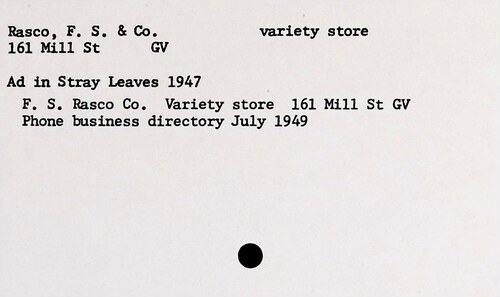 Rasco, F. S. & Co. variety store
161 Mill St GV
Ad in Stray Leaves 1947
F. S. Rasco Co. Variety store 161 Mill St GV
Phone business directory July 1949